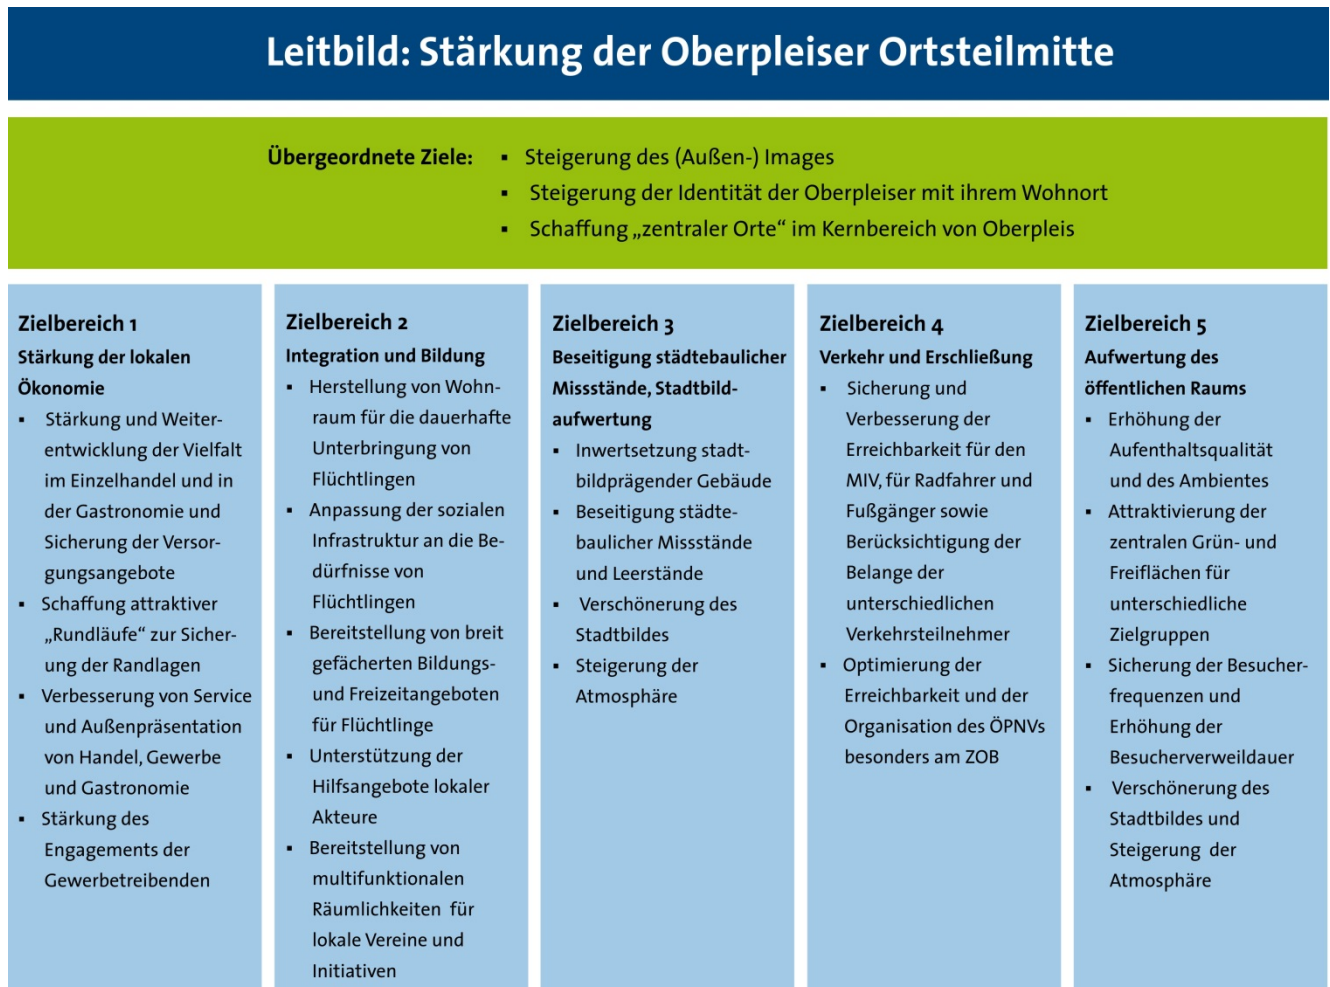 Leitbild: Stärkung der Oberpleiser Ortsteilmitte
Übergeordnete Ziele:
▪ Steigerung des (Außen-) Images
▪ Steigerung der Identität der Oberpleiser mit ihrem Wohnort
▪ Schaffung „zentraler Orte“ im Kernbereich von Oberpleis
Zielbereich 1
Stärkung der lokalen
Ökonomie
▪ Stärkung und Weiter-
entwicklung der Vielfalt
im Einzelhandel und in
der Gastronomie und
Sicherung der Versor-
gungsangebote
▪ Schaffung attraktiver
„Rundläufe“ zur Sicher-
ung der Randlagen
▪ Verbesserung von Service
und Außenpräsentation
von Handel, Gewerbe
und Gastronomie
▪ Stärkung des
Engagements der
Gewerbetreibenden
Zielbereich 2
Integration und Bildung
▪ Herstellung von Wohn-
raum für die dauerhafte
Unterbringung von
Flüchtlingen
▪ Anpassung der sozialen
Infrastruktur an die Be-
dürfnisse von
Flüchtlingen
▪ Bereitstellung von breit
gefächerten Bildungs-
und Freizeitangeboten
für Flüchtlinge
▪ Unterstützung der
Hilfsangebote lokaler
Akteure
▪ Bereitstellung von
multifunktionalen
Räumlichkeiten für
lokale Vereine und
Initiativen
Zielbereich 3
Beseitigung städtebaulicher
Missstände, Stadtbild-
aufwertung
▪ Inwertsetzung stadt-
bildprägender Gebäude
▪ Beseitigung städte-
baulicher Missstände
und Leerstände
▪ Verschönerung des
Stadtbildes
▪ Steigerung der
Atmosphäre
Zielbereich 4
Verkehr und Erschließung
▪ Sicherung und
Verbesserung der
Erreichbarkeit für den
MIV, für Radfahrer und
Fußgänger sowie
Berücksichtigung der
Belange der
unterschiedlichen
Verkehrsteilnehmer
▪ Optimierung der
Erreichbarkeit und der
Organisation des ÖPNVs
besonders am ZOB
Zielbereich 5
Aufwertung des
öffentlichen Raums
▪ Erhöhung der
Aufenthaltsqualität
und des Ambientes
▪ Attraktivierung der
zentralen Grün- und
Freiflächen für
unterschiedliche
Zielgruppen
▪ Sicherung der Besucher-
frequenzen und
Erhöhung der
Besucherverweildauer
▪ Verschönerung des
Stadtbildes und
Steigerung der
Atmosphäre